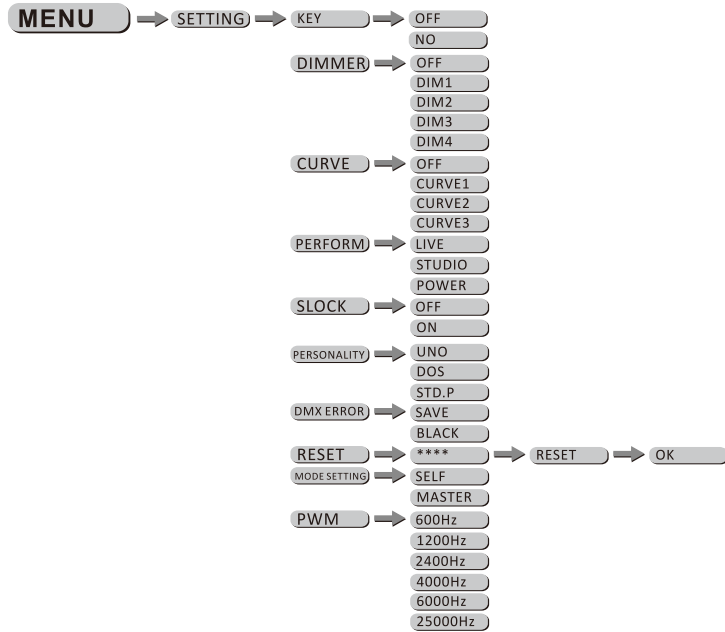 MENU SETTING KEY OFF
NO
DIMMER OFF
DIM1
DIM2
DIM3
DIM4
CURVE OFF
CURVE1
CURVE2
CURVE3
PERFORM LIVE
STUDIO
POWER
SLOCK OFF
ON
PERSONALITY UNO
DOS
STD.P
DMX ERROR SAVE
BLACK
RESET **** RESET OK
MODE SETTING SELF
MASTER
PWM 600Hz
1200Hz
2400Hz
4000Hz
6000Hz
25000Hz